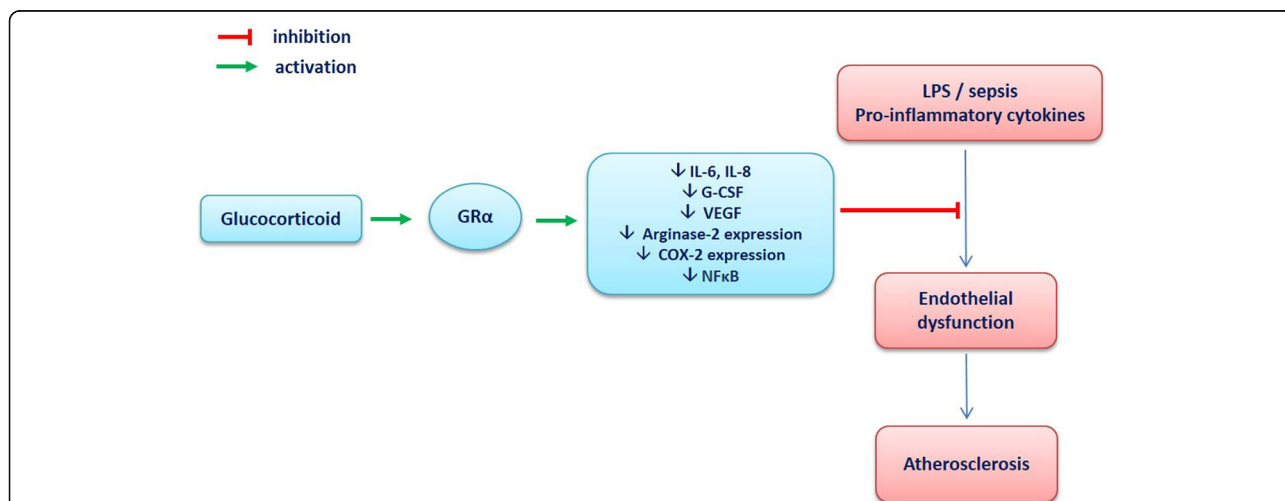 inhibition
activation
LPS / sepsis
Pro-inflammatory cytokines
↓ IL-6, IL-8
↓ G-CSF
↓ VEGF
↓ Arginase-2 expression
↓ COX-2 expression
↓ NFκB
Glucocorticoid
GRα
Endothelial
dysfunction
Atherosclerosis